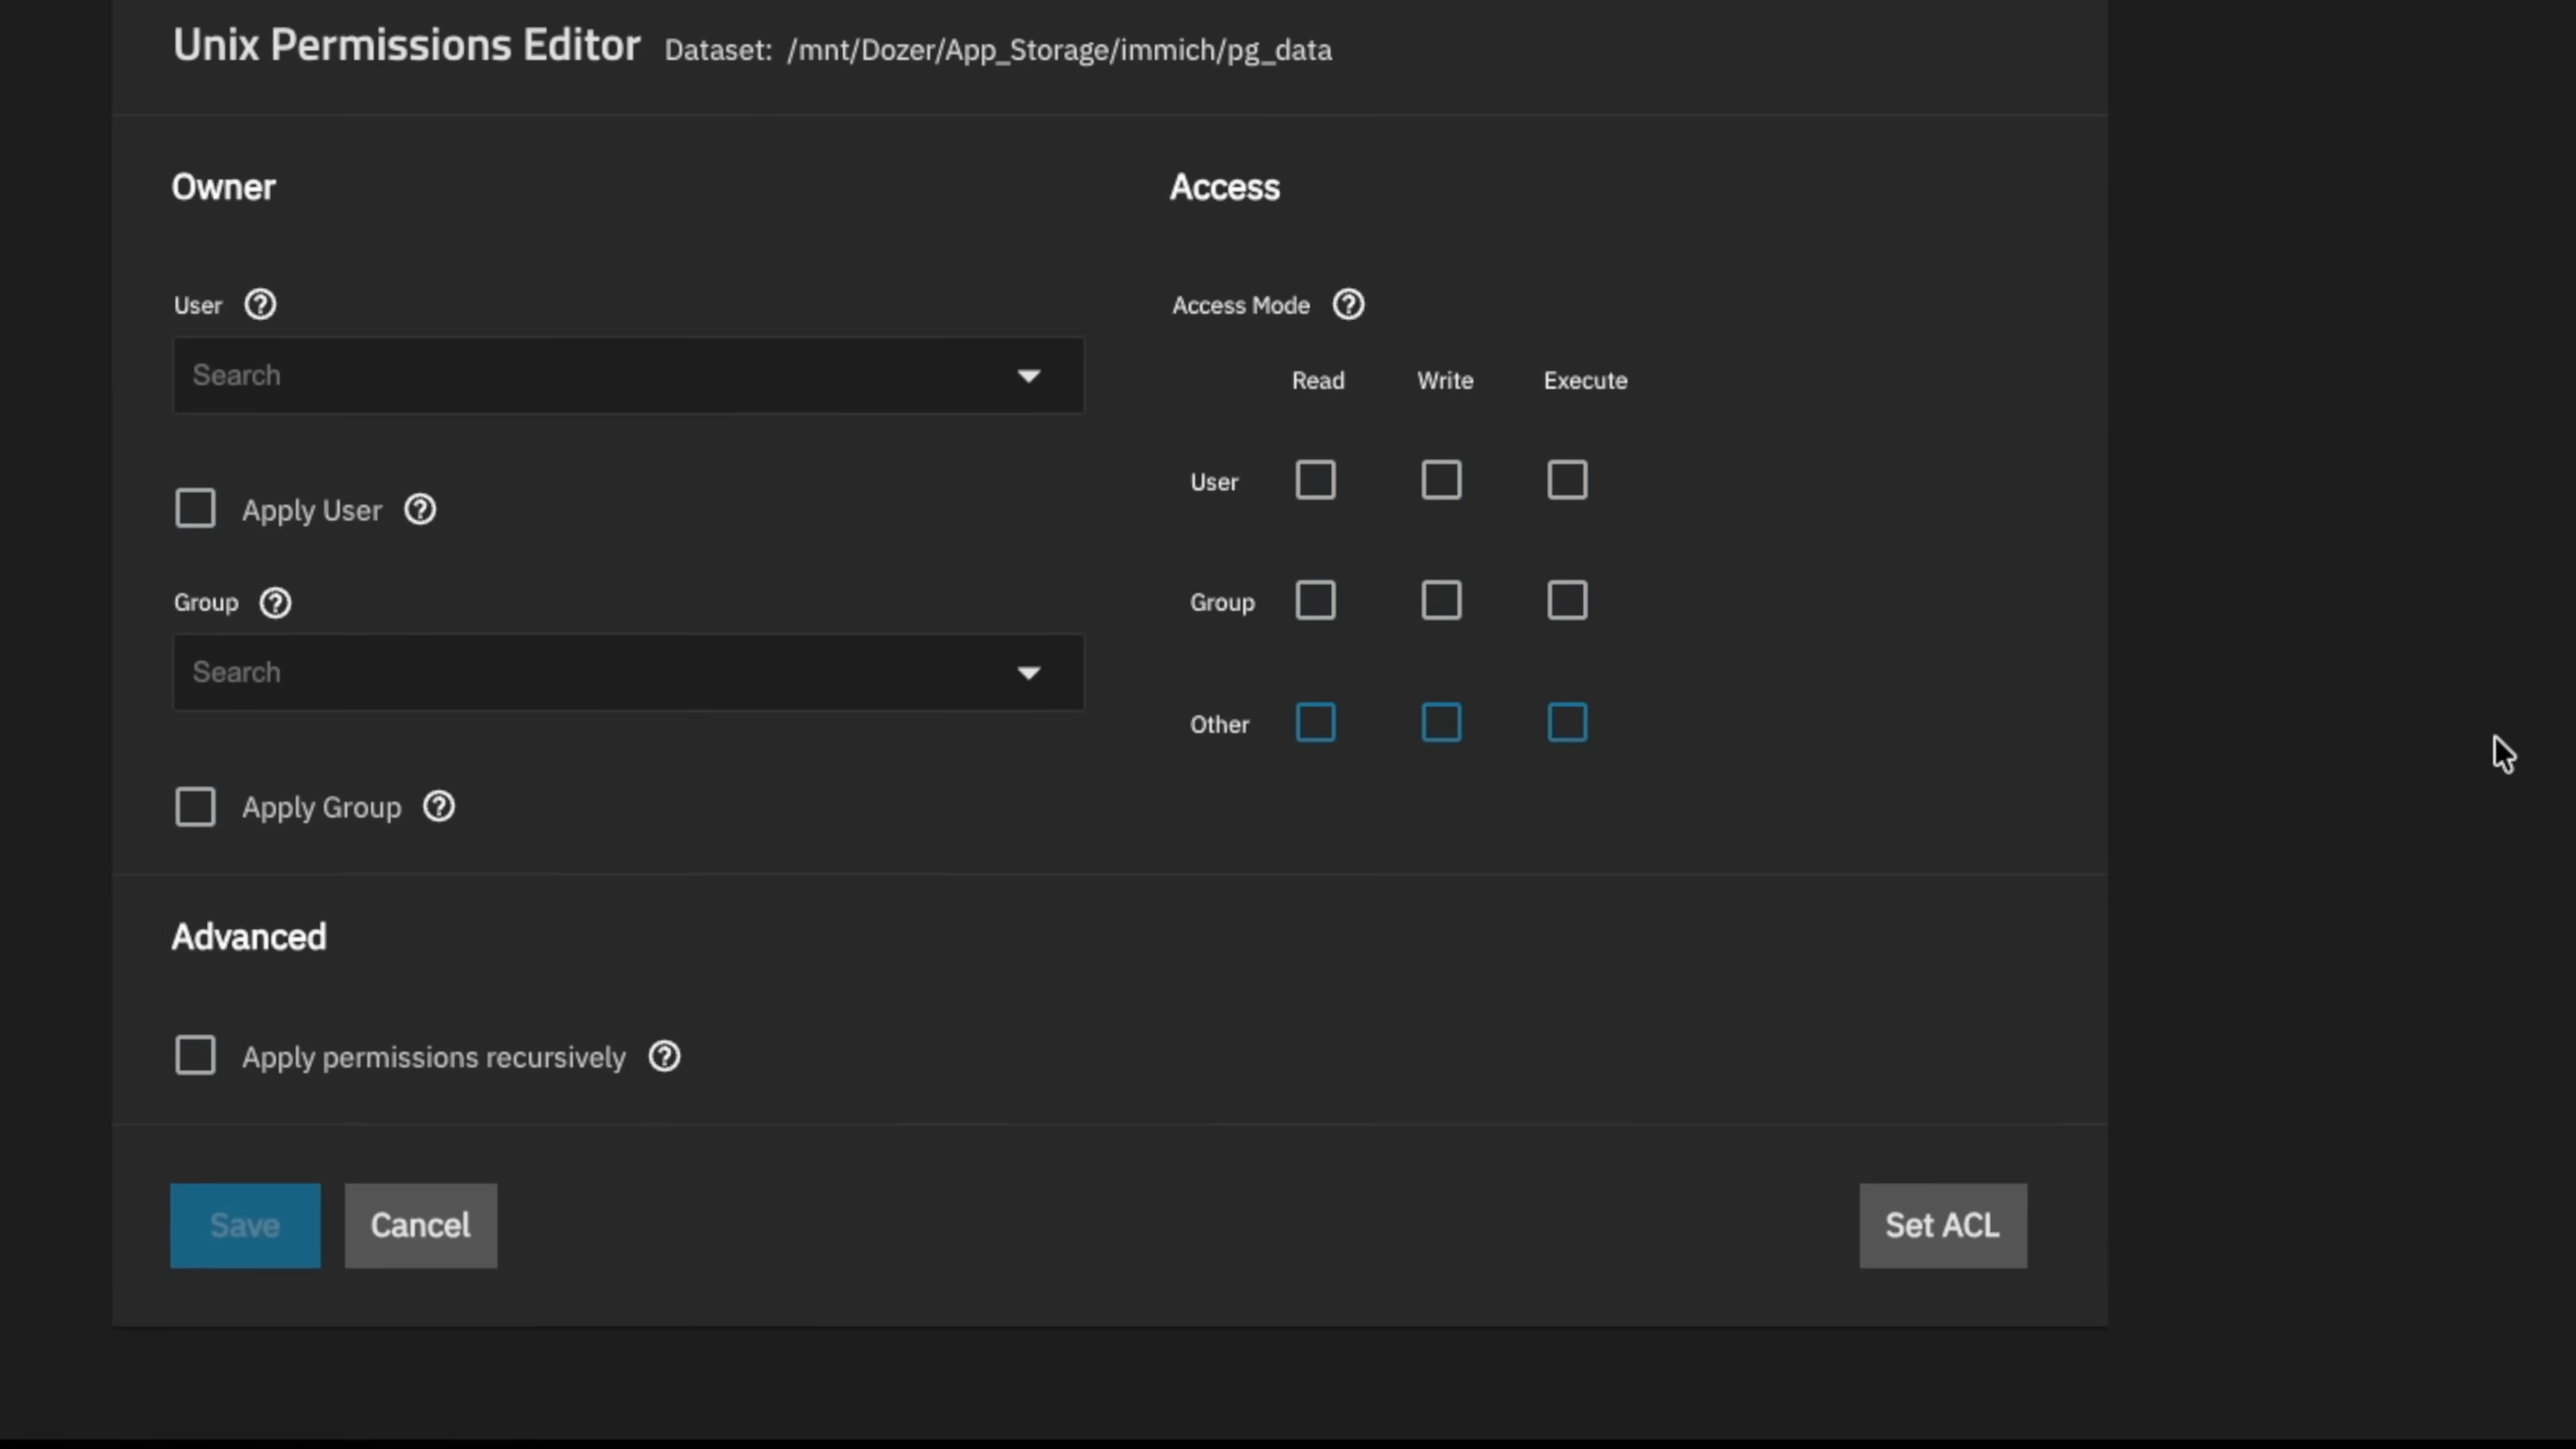 Unix Permissions Editor Dataset: /mnt/Dozer/App_Storage/immich/pg_data
Owner
User
Search
Apply User
Group
Search
Apply Group
Access
Access Mode
Read Write Execute
User
Group
Other
Advanced
Apply permissions recursively
Save Cancel Set ACL